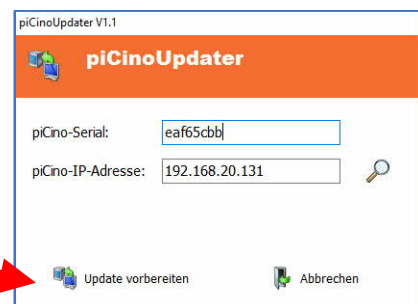 piCinoUpdater V1.1
piCinoUpdater
piCino-Serial: eaf65cbb
piCino-IP-Adresse: 192.168.20.131
Update vorbereiten Abbrechen